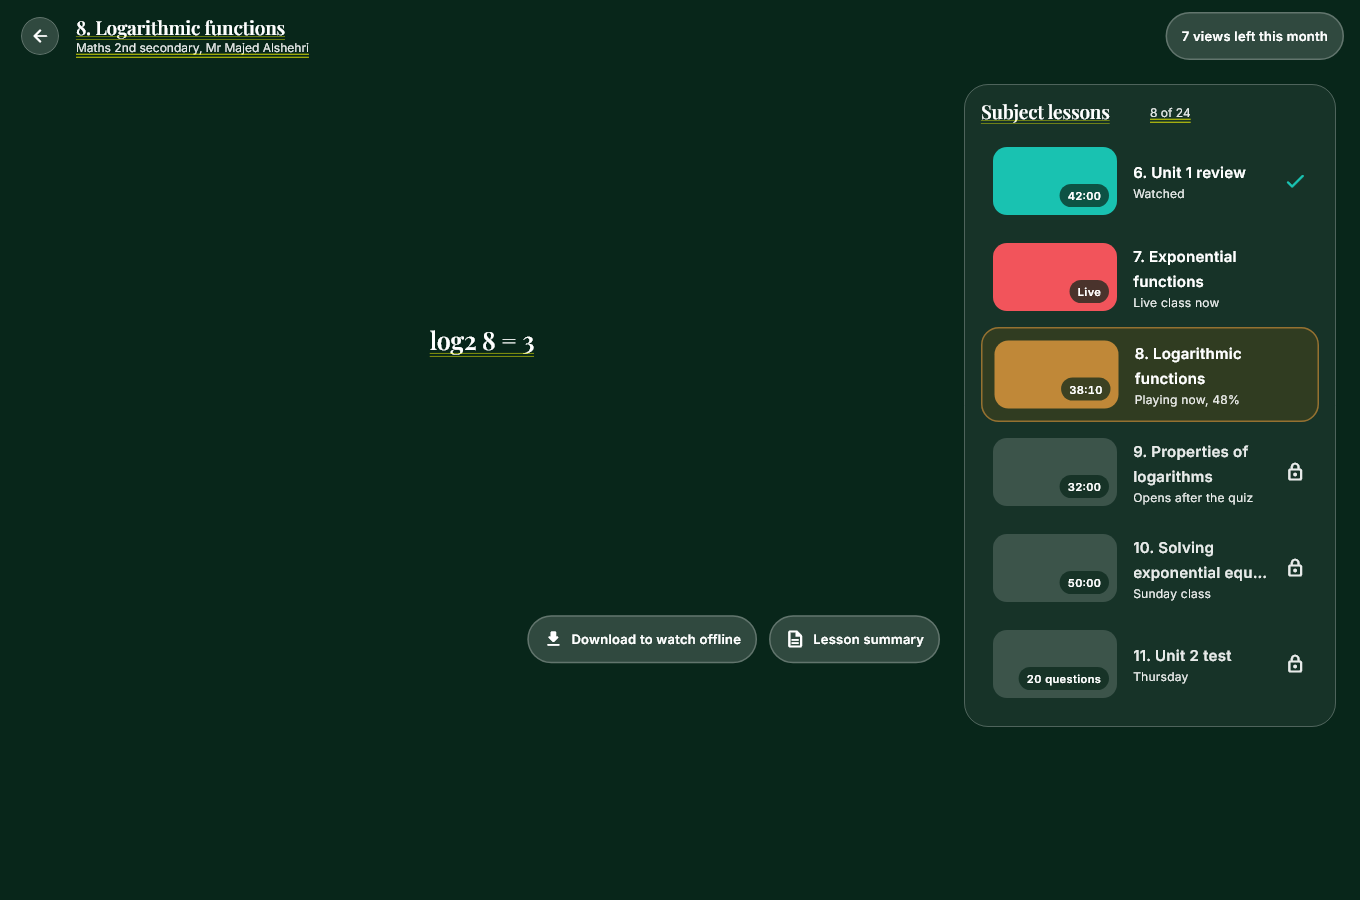 8. Logarithmic functions
Maths 2nd secondary, Mr Majed Alshehri
7 views left this month
Subject lessons
8 of 24
42:00
6. Unit 1 review
Watched
Live
7. Exponential
functions
Live class now
log2 8 = 3
38:10
8. Logarithmic
functions
Playing now, 48%
32:00
9. Properties of
logarithms
Opens after the quiz
50:00
10. Solving
exponential equ...
Sunday class
Download to watch offline
Lesson summary
20 questions
11. Unit 2 test
Thursday